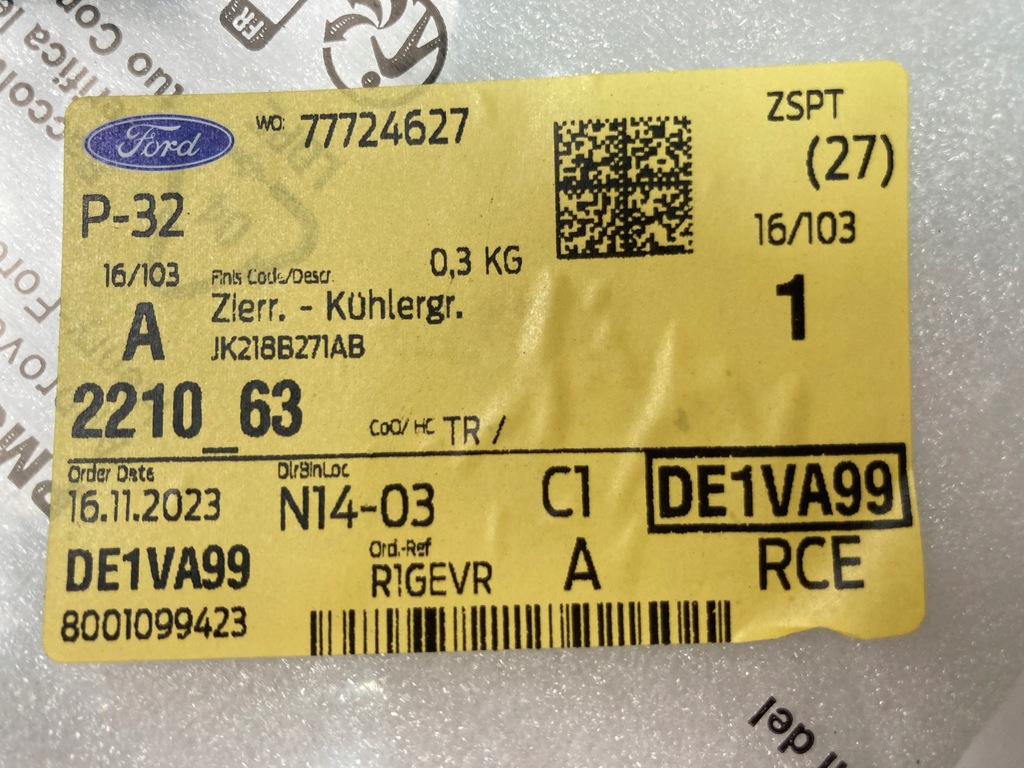 Ford
WO: 77724627
ZSPT
(27)
P-32
16/103
16/103
Finis Code/Descr.
0,3 KG
A
Zierr. - Kühlergr.
1
JK218B271AB
2210_63
CoO/ HC TR /
Order Date
DlrBinLoc
16.11.2023
N14-03
C1
DE1VA99
DE1VA99
Ord.-Ref
R1GEVR
A
RCE
8001099423
FR
del